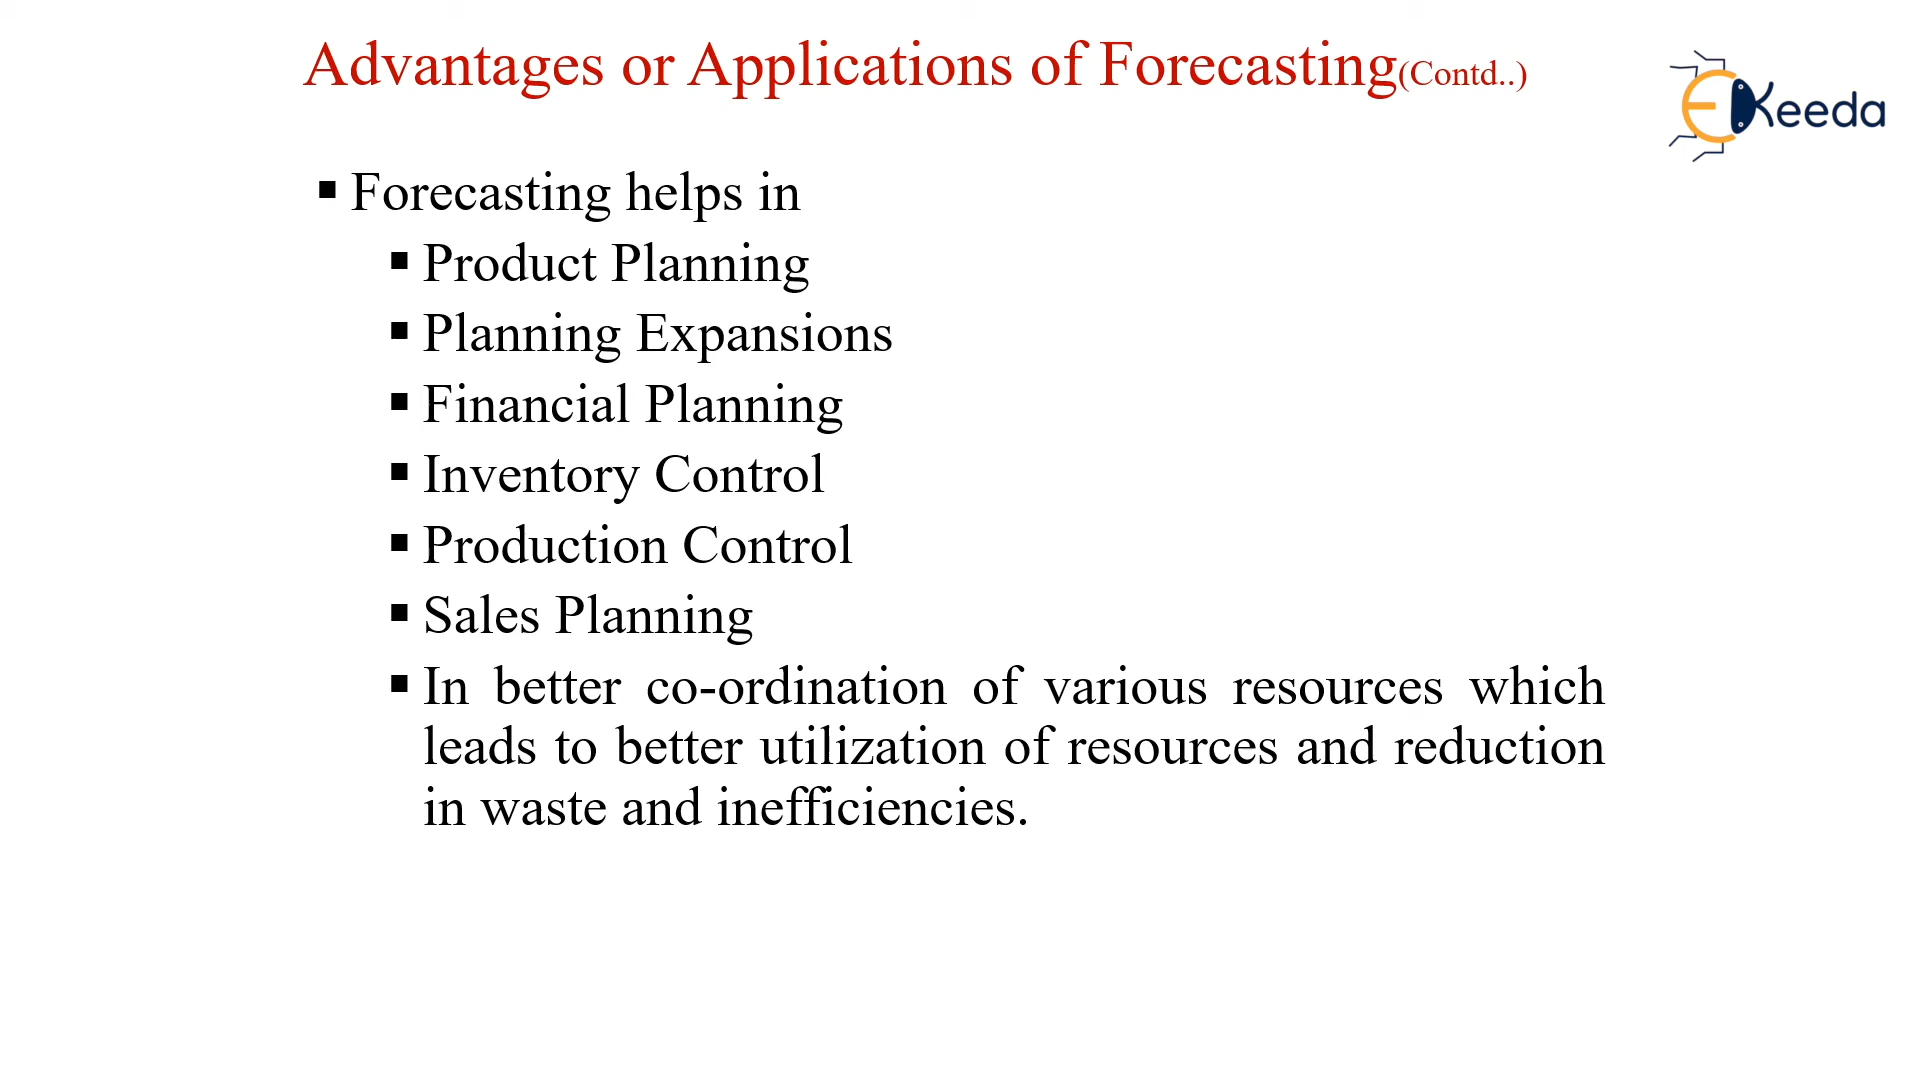 Advantages or Applications of Forecasting(Contd..)
EKeeda
▪ Forecasting helps in
▪ Product Planning
▪ Planning Expansions
▪ Financial Planning
▪ Inventory Control
▪ Production Control
▪ Sales Planning
▪ In better co-ordination of various resources which
leads to better utilization of resources and reduction
in waste and inefficiencies.